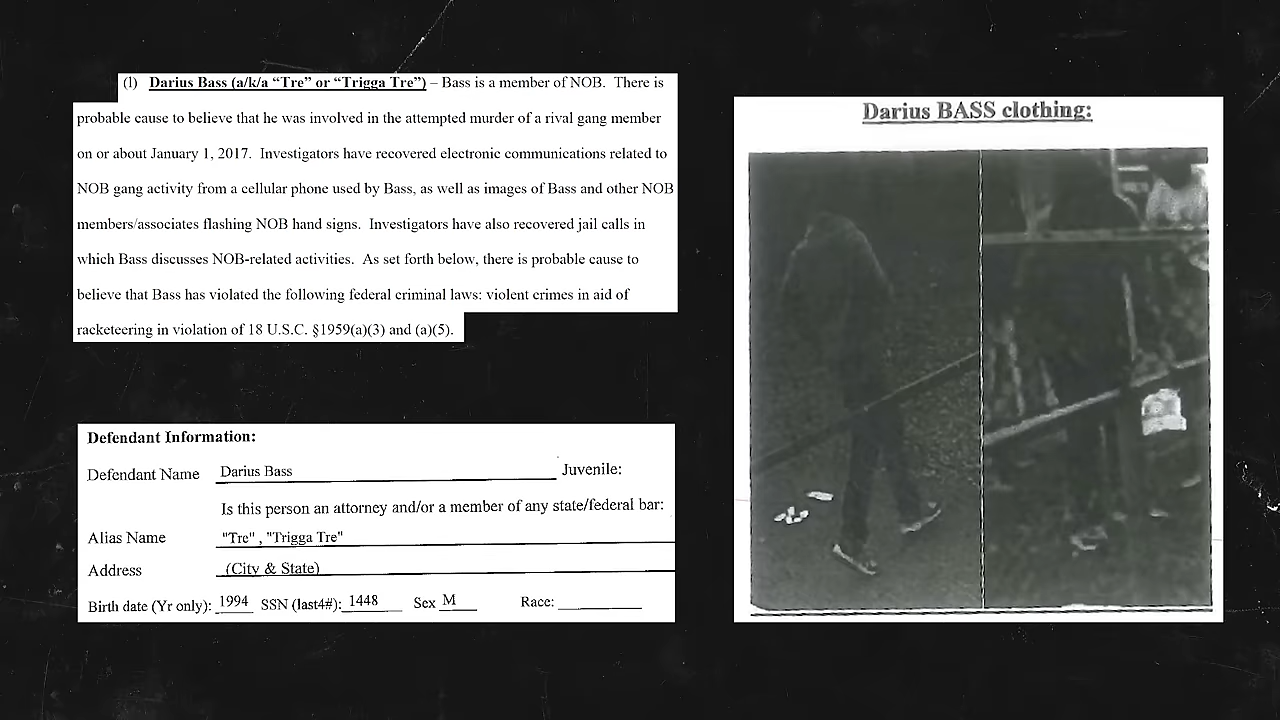 (l) Darius Bass (a/k/a “Tre” or “Trigga Tre”) – Bass is a member of NOB. There is
probable cause to believe that he was involved in the attempted murder of a rival gang member
on or about January 1, 2017. Investigators have recovered electronic communications related to
NOB gang activity from a cellular phone used by Bass, as well as images of Bass and other NOB
members/associates flashing NOB hand signs. Investigators have also recovered jail calls in
which Bass discusses NOB-related activities. As set forth below, there is probable cause to
believe that Bass has violated the following federal criminal laws: violent crimes in aid of
racketeering in violation of 18 U.S.C. §1959(a)(3) and (a)(5).
Defendant Information:
Defendant Name Darius Bass Juvenile:
Is this person an attorney and/or a member of any state/federal bar:
Alias Name "Tre" , "Trigga Tre"
Address (City & State)
Birth date (Yr only): 1994 SSN (last4#): 1448 Sex M Race:
Darius BASS clothing: